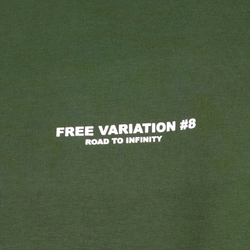 FREE VARIATION #8
ROAD TO INFINITY